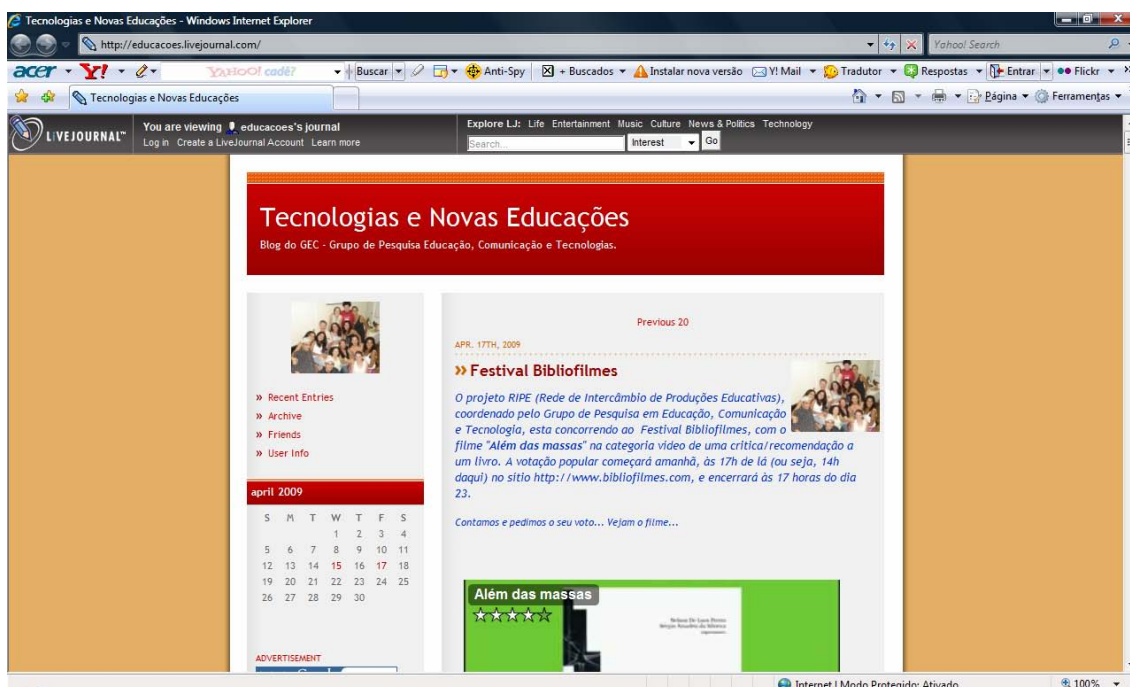 Tecnologias e Novas Educações - Windows Internet Explorer
http://educacoes.livejournal.com/
Yahoo! Search
acer Y! YAHOO! cadê? Buscar Anti-Spy + Buscados Instalar nova versão Y! Mail Tradutor Respostas Entrar Flickr
Tecnologias e Novas Educações
Página Ferramentas
LIVEJOURNAL™
You are viewing educacoes's journal
Log in Create a LiveJournal Account Learn more
Explore LJ: Life Entertainment Music Culture News & Politics Technology
Search... Interest Go
Tecnologias e Novas Educações
Blog do GEC - Grupo de Pesquisa Educação, Comunicação e Tecnologias.
» Recent Entries
» Archive
» Friends
» User Info
april 2009
S M T W T F S
1 2 3 4
5 6 7 8 9 10 11
12 13 14 15 16 17 18
19 20 21 22 23 24 25
26 27 28 29 30
ADVERTISEMENT
Previous 20
APR. 17TH, 2009
» Festival Bibliofilmes
O projeto RIPE (Rede de Intercâmbio de Produções Educativas),
coordenado pelo Grupo de Pesquisa em Educação, Comunicação
e Tecnologia, esta concorrendo ao Festival Bibliofilmes, com o
filme "Além das massas" na categoria vídeo de uma crítica/recomendação a
um livro. A votação popular começará amanhã, às 17h de lá (ou seja, 14h
daqui) no sitio http://www.bibliofilmes.com, e encerrará às 17 horas do dia
23.
Contamos e pedimos o seu voto... Vejam o filme...
Além das massas
Internet | Modo Protegido: Ativado
100%